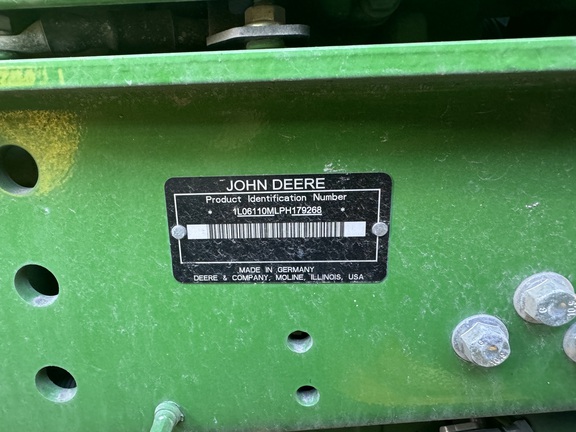 JOHN DEERE
Product Identification Number
* 1L06110MLPH179268 *
MADE IN GERMANY
DEERE & COMPANY, MOLINE, ILLINOIS, USA